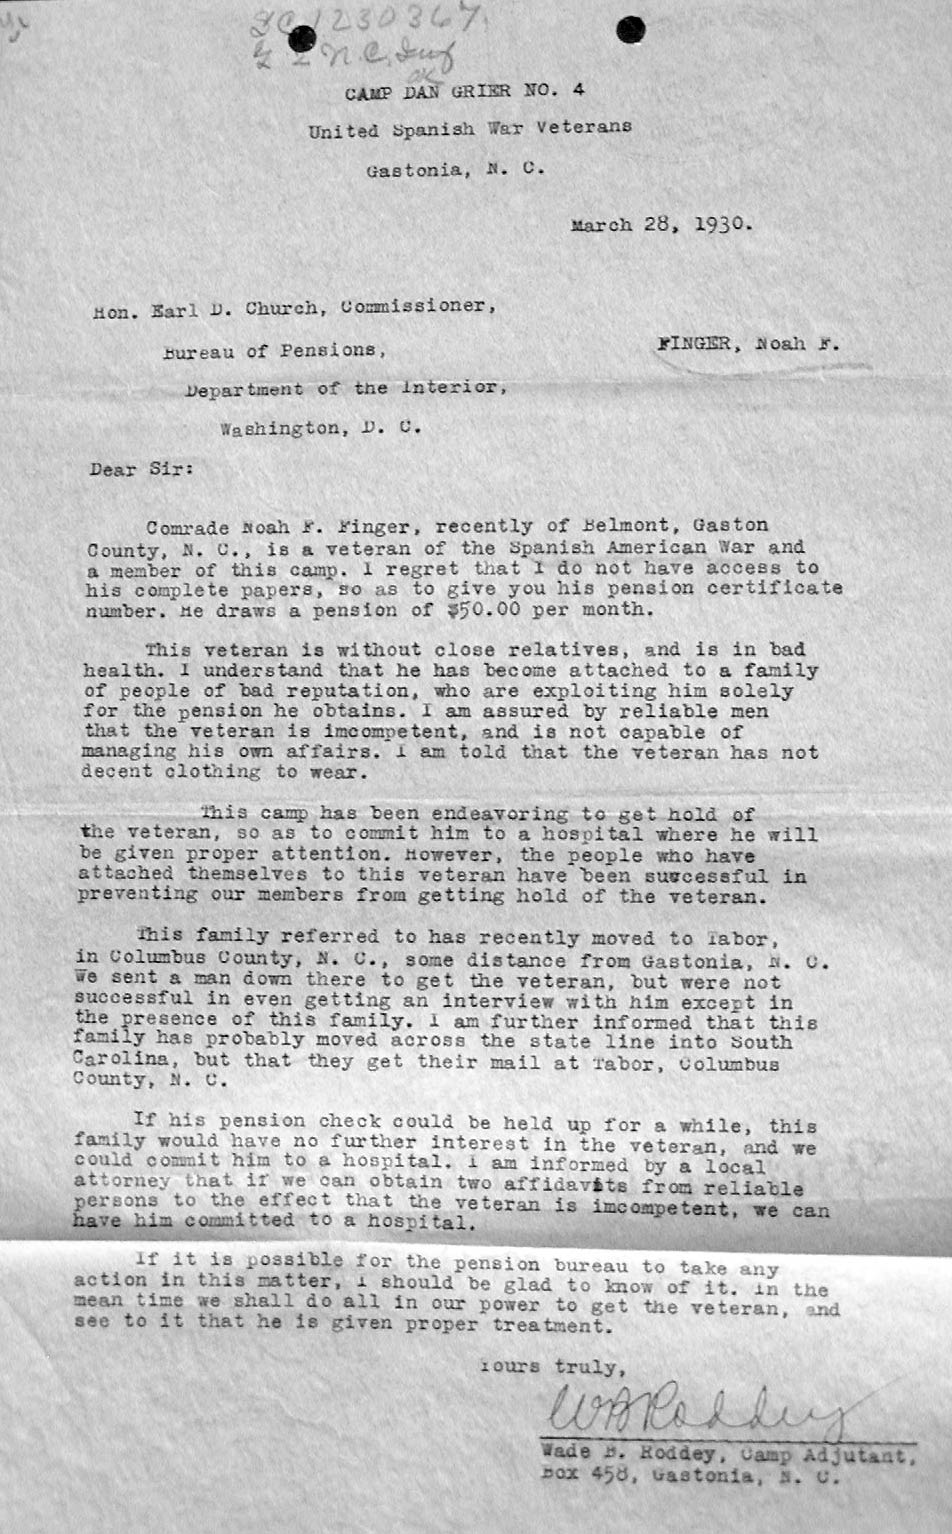 1230367
N. C. Inf
OK
CAMP DAN GRIER NO. 4
United Spanish War Veterans
Gastonia, N. C.
March 28, 1930.
Hon. Earl D. Church, Commissioner,
Bureau of Pensions,
FINGER, Noah F.
Department of the Interior,
Washington, D. C.
Dear Sir:
Comrade Noah F. Finger, recently of Belmont, Gaston
County, N. C., is a veteran of the Spanish American War and
a member of this camp. I regret that I do not have access to
his complete papers, so as to give you his pension certificate
number. He draws a pension of $50.00 per month.
This veteran is without close relatives, and is in bad
health. I understand that he has become attached to a family
of people of bad reputation, who are exploiting him solely
for the pension he obtains. I am assured by reliable men
that the veteran is imcompetent, and is not capable of
managing his own affairs. I am told that the veteran has not
decent clothing to wear.
This camp has been endeavoring to get hold of
the veteran, so as to commit him to a hospital where he will
be given proper attention. However, the people who have
attached themselves to this veteran have been successful in
preventing our members from getting hold of the veteran.
This family referred to has recently moved to Tabor,
in Columbus County, N. C., some distance from Gastonia, N. C.
We sent a man down there to get the veteran, but were not
successful in even getting an interview with him except in
the presence of this family. I am further informed that this
family has probably moved across the state line into South
Carolina, but that they get their mail at Tabor, Columbus
County, N. C.
If his pension check could be held up for a while, this
family would have no further interest in the veteran, and we
could commit him to a hospital. I am informed by a local
attorney that if we can obtain two affidavits from reliable
persons to the effect that the veteran is imcompetent, we can
have him committed to a hospital.
If it is possible for the pension bureau to take any
action in this matter, I should be glad to know of it. In the
mean time we shall do all in our power to get the veteran, and
see to it that he is given proper treatment.
Yours truly,
W B Roddey
Wade B. Roddey, Camp Adjutant,
Box 458, Gastonia, N. C.